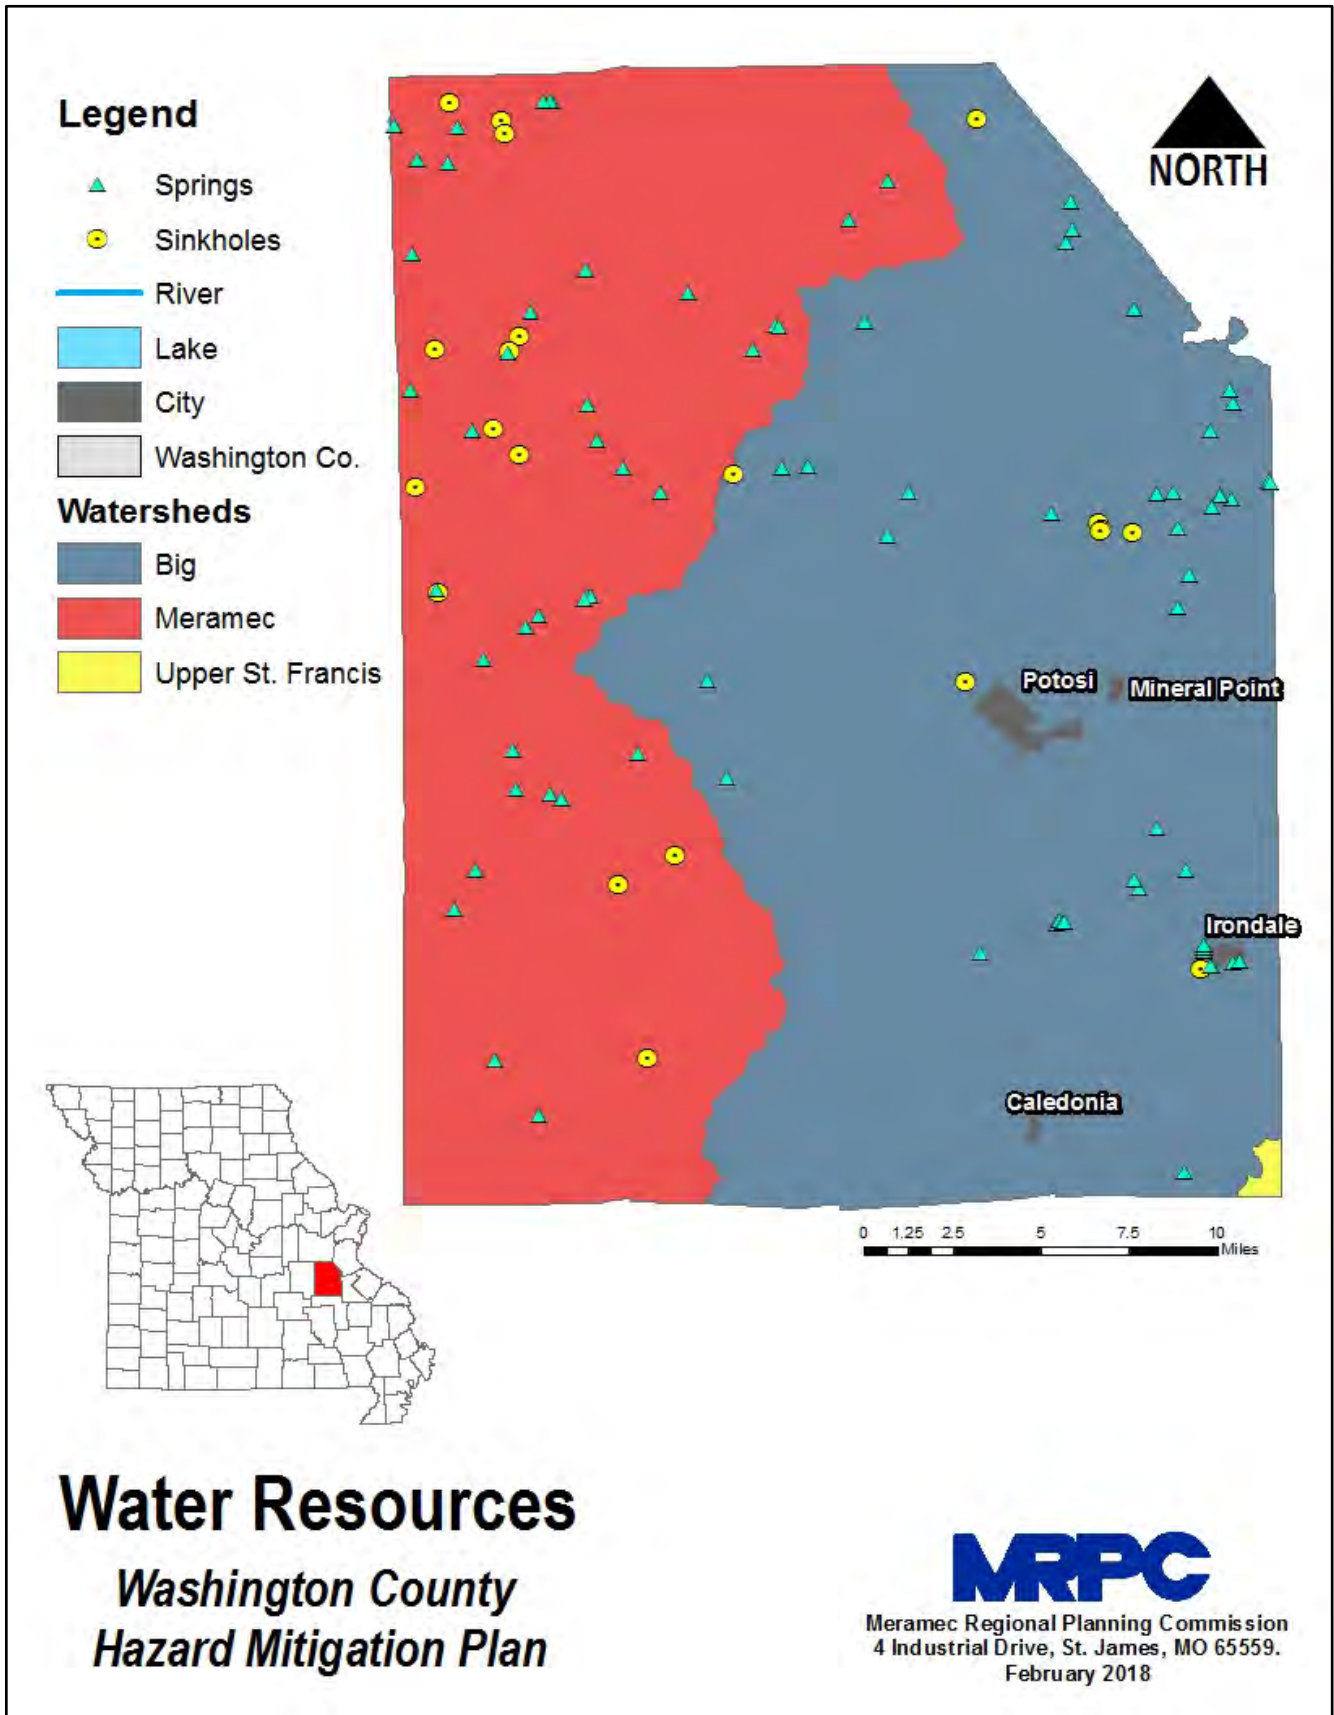 Legend
Springs
Sinkholes
River
Lake
City
Washington Co.
Watersheds
Big
Meramec
Upper St. Francis
NORTH
Potosi
Mineral Point
Irondale
Caledonia
0 1.25 2.5 5 7.5 10
Miles
Water Resources
Washington County
Hazard Mitigation Plan
MRPC
Meramec Regional Planning Commission
4 Industrial Drive, St. James, MO 65559.
February 2018